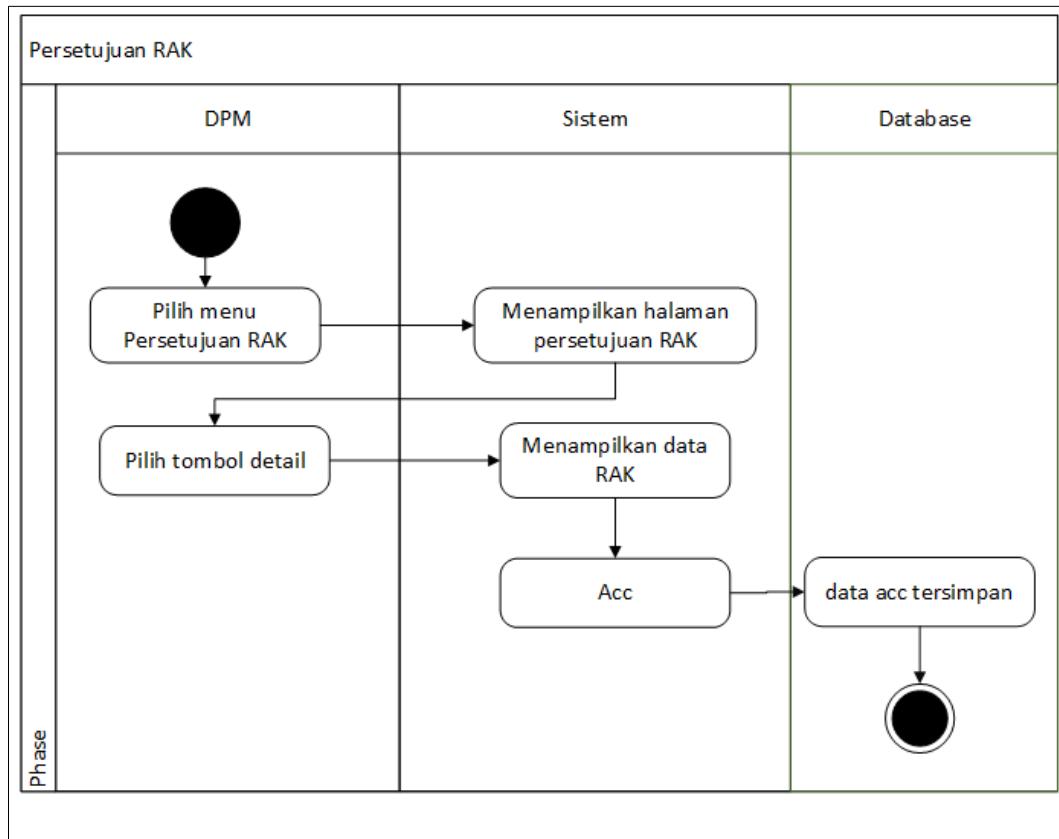 Persetujuan RAK
DPM
Sistem
Database
Pilih menu
Persetujuan RAK
Menampilkan halaman
persetujuan RAK
Pilih tombol detail
Menampilkan data
RAK
Acc
data acc tersimpan
Phase